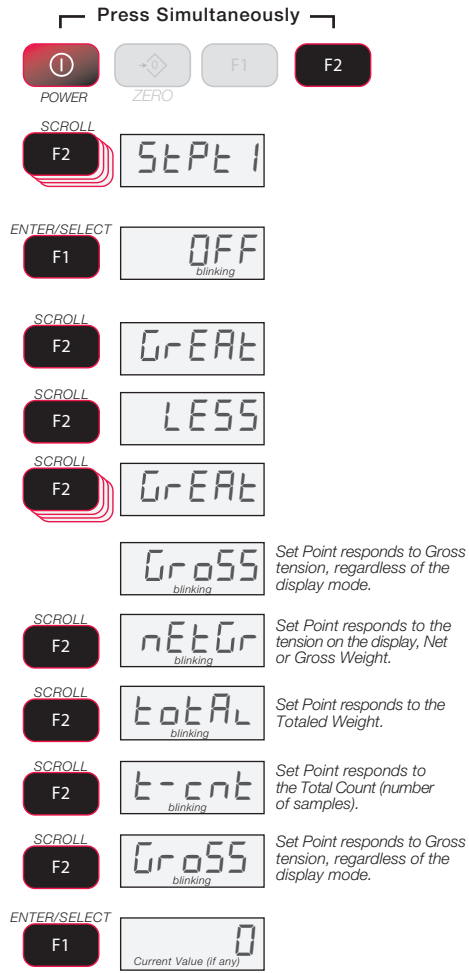 Press Simultaneously
F1
F2
POWER
ZERO
SCROLL
F2
StPt 1
ENTER/SELECT
F1
OFF
blinking
SCROLL
F2
GrEAt
SCROLL
F2
LESS
SCROLL
F2
GrEAt
GroSS
blinking
Set Point responds to Gross
tension, regardless of the
display mode.
SCROLL
F2
nEtGr
blinking
Set Point responds to the
tension on the display, Net
or Gross Weight.
SCROLL
F2
totAL
blinking
Set Point responds to the
Totaled Weight.
SCROLL
F2
t-cnt
blinking
Set Point responds to
the Total Count (number
of samples).
SCROLL
F2
GroSS
blinking
Set Point responds to Gross
tension, regardless of the
display mode.
ENTER/SELECT
F1
0
Current Value (if any)